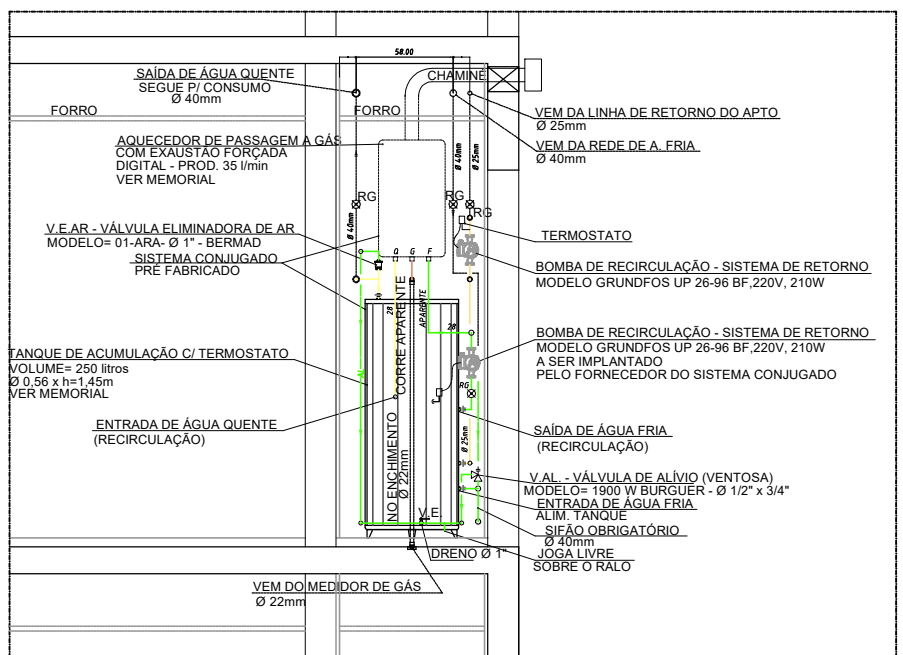 58.00
SAÍDA DE ÁGUA QUENTE
SEGUE P/ CONSUMO
Ø 40mm
CHAMINÉ
FORRO
FORRO
VEM DA LINHA DE RETORNO DO APTO
Ø 25mm
AQUECEDOR DE PASSAGEM A GÁS
COM EXAUSTÃO FORÇADA
DIGITAL - PROD. 35 l/min
VER MEMORIAL
VEM DA REDE DE A. FRIA
Ø 40mm
Ø 40mm
Ø 25mm
RG
RG
RG
Ø 40mm
V.E.AR - VÁLVULA ELIMINADORA DE AR
MODELO= 01-ARA- Ø 1" - BERMAD
TERMOSTATO
SISTEMA CONJUGADO
PRÉ FABRICADO
Q G F
BOMBA DE RECIRCULAÇÃO - SISTEMA DE RETORNO
MODELO GRUNDFOS UP 26-96 BF,220V, 210W
28
CORRE APARENTE
APARENTE
28
BOMBA DE RECIRCULAÇÃO - SISTEMA DE RETORNO
MODELO GRUNDFOS UP 26-96 BF,220V, 210W
A SER IMPLANTADO
PELO FORNECEDOR DO SISTEMA CONJUGADO
TANQUE DE ACUMULAÇÃO C/ TERMOSTATO
VOLUME= 250 litros
Ø 0,56 x h=1,45m
VER MEMORIAL
AL
RG
ENTRADA DE ÁGUA QUENTE
(RECIRCULAÇÃO)
NO ENCHIMENTO
Ø 22mm
Ø 25mm
SAÍDA DE ÁGUA FRIA
(RECIRCULAÇÃO)
V.AL. - VÁLVULA DE ALÍVIO (VENTOSA)
MODELO= 1900 W BURGUER - Ø 1/2" x 3/4"
ENTRADA DE ÁGUA FRIA
ALIM. TANQUE
V.E.
SIFÃO OBRIGATÓRIO
Ø 40mm
DRENO Ø 1"
JOGA LIVRE
SOBRE O RALO
VEM DO MEDIDOR DE GÁS
Ø 22mm